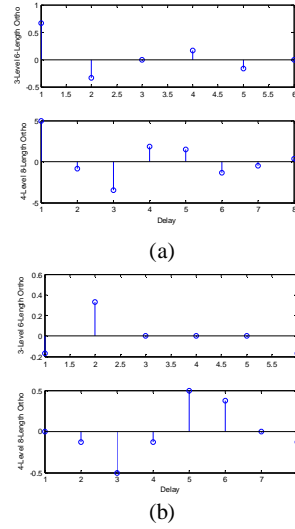 3-Level 6-Length Ortho
1
0.5
0
-0.5
1 1.5 2 2.5 3 3.5 4 4.5 5 5.5 6
4-Level 8-Length Ortho
5
0
-5
1 2 3 4 5 6 7 8
Delay
(a)
3-Level 6-Length Ortho
0.6
0.4
0.2
0
-0.2
1 1.5 2 2.5 3 3.5 4 4.5 5 5.5
4-Level 8-Length Ortho
0.5
0
-0.5
1 2 3 4 5 6 7
Delay
(b)